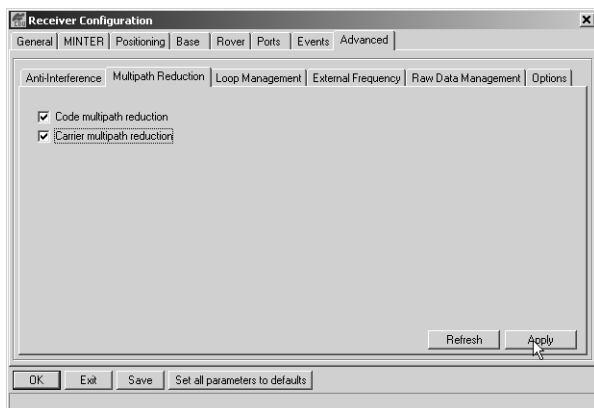 Receiver Configuration
General MINTER Positioning Base Rover Ports Events Advanced
Anti-Interference Multipath Reduction Loop Management External Frequency Raw Data Management Options
Code multipath reduction
Carrier multipath reduction
Refresh Apply
OK Exit Save Set all parameters to defaults